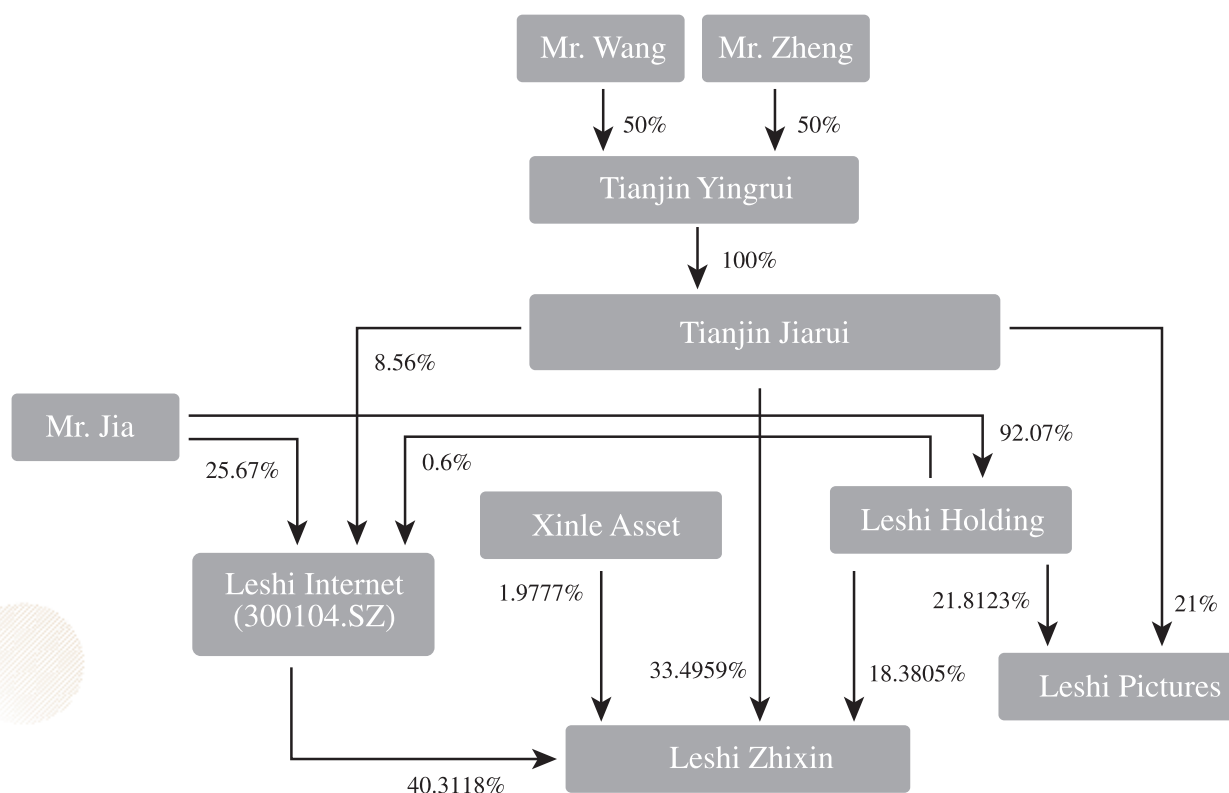 Mr. Wang
Mr. Zheng
50%
50%
Tianjin Yingrui
100%
Tianjin Jiarui
8.56%
Mr. Jia
92.07%
25.67%
0.6%
Xinle Asset
Leshi Holding
Leshi Internet
(300104.SZ)
1.9777%
21.8123%
21%
33.4959%
18.3805%
Leshi Pictures
Leshi Zhixin
40.3118%